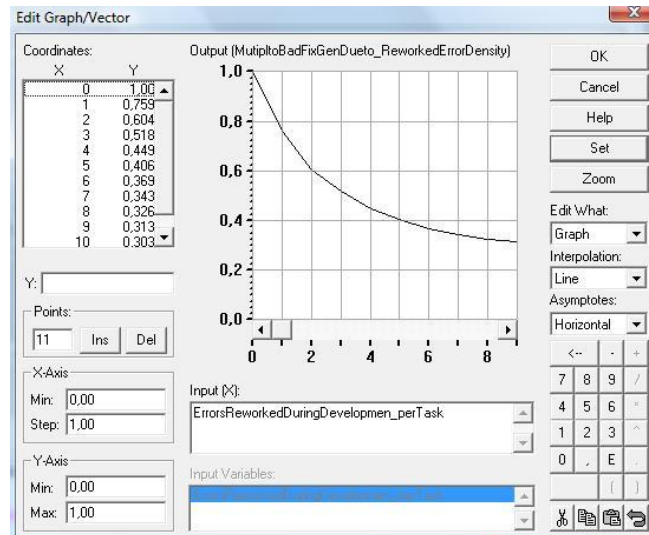 Edit Graph/Vector
Coordinates:
X Y
0 1,00
1 0,759
2 0,604
3 0,518
4 0,449
5 0,406
6 0,369
7 0,343
8 0,326
9 0,313
10 0,303
Y:
Points:
11 Ins Del
X-Axis
Min: 0,00
Step: 1,00
Y-Axis
Min: 0,00
Max: 1,00
Output (MutipltoBadFixGenDueto_ReworkedErrorDensity)
1,0
0,8
0,6
0,4
0,2
0,0
0 2 4 6 8
Input (X):
ErrorsReworkedDuringDevelopmen_perTask
Input Variables:
OK
Cancel
Help
Set
Zoom
Edit What:
Graph
Interpolation:
Line
Asymptotes:
Horizontal
<-- - +
7 8 9 /
4 5 6 *
1 2 3 ^
0 , E .
( )